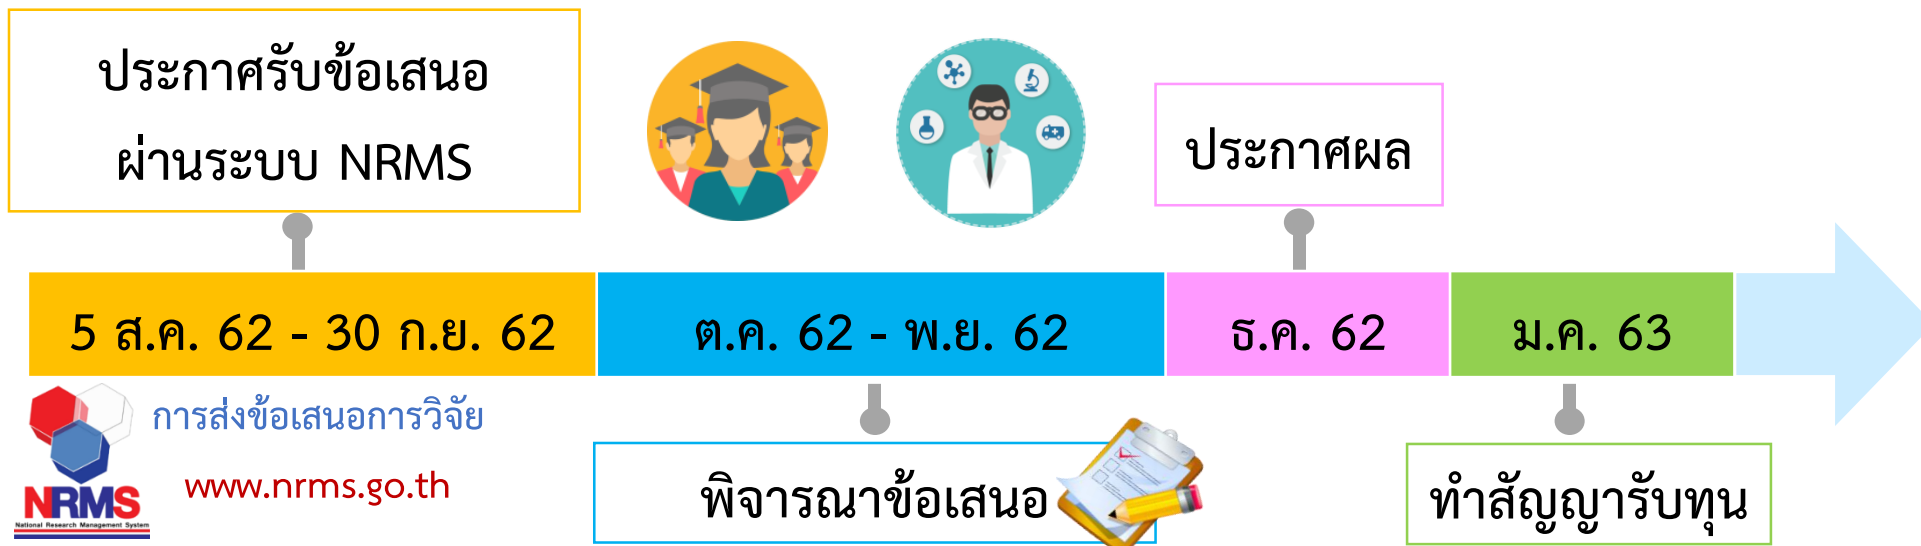 ประกาศรับข้อเสนอ
ผ่านระบบ NRMS
ประกาศผล
5 ส.ค. 62 - 30 ก.ย. 62
ต.ค. 62 - พ.ย. 62
ธ.ค. 62
ม.ค. 63
การส่งข้อเสนอการวิจัย
www.nrms.go.th
NRMS
National Research Management System
พิจารณาข้อเสนอ
ทำสัญญารับทุน